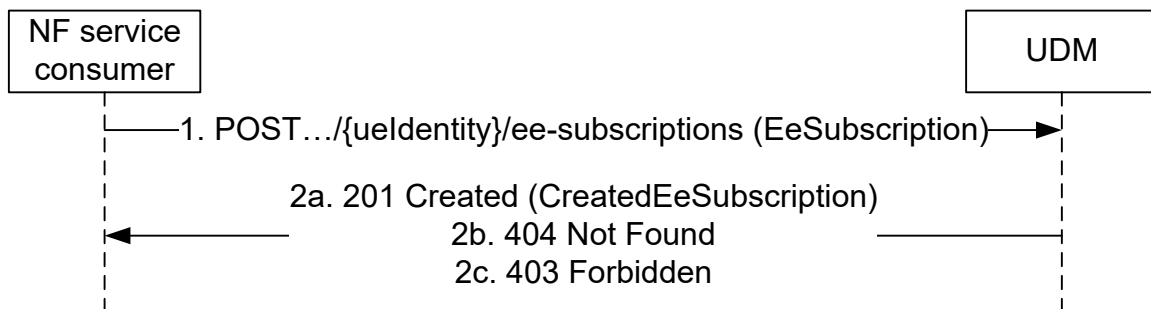 NF service
consumer
UDM
1. POST…/{ueIdentity}/ee-subscriptions (EeSubscription)
2a. 201 Created (CreatedEeSubscription)
2b. 404 Not Found
2c. 403 Forbidden